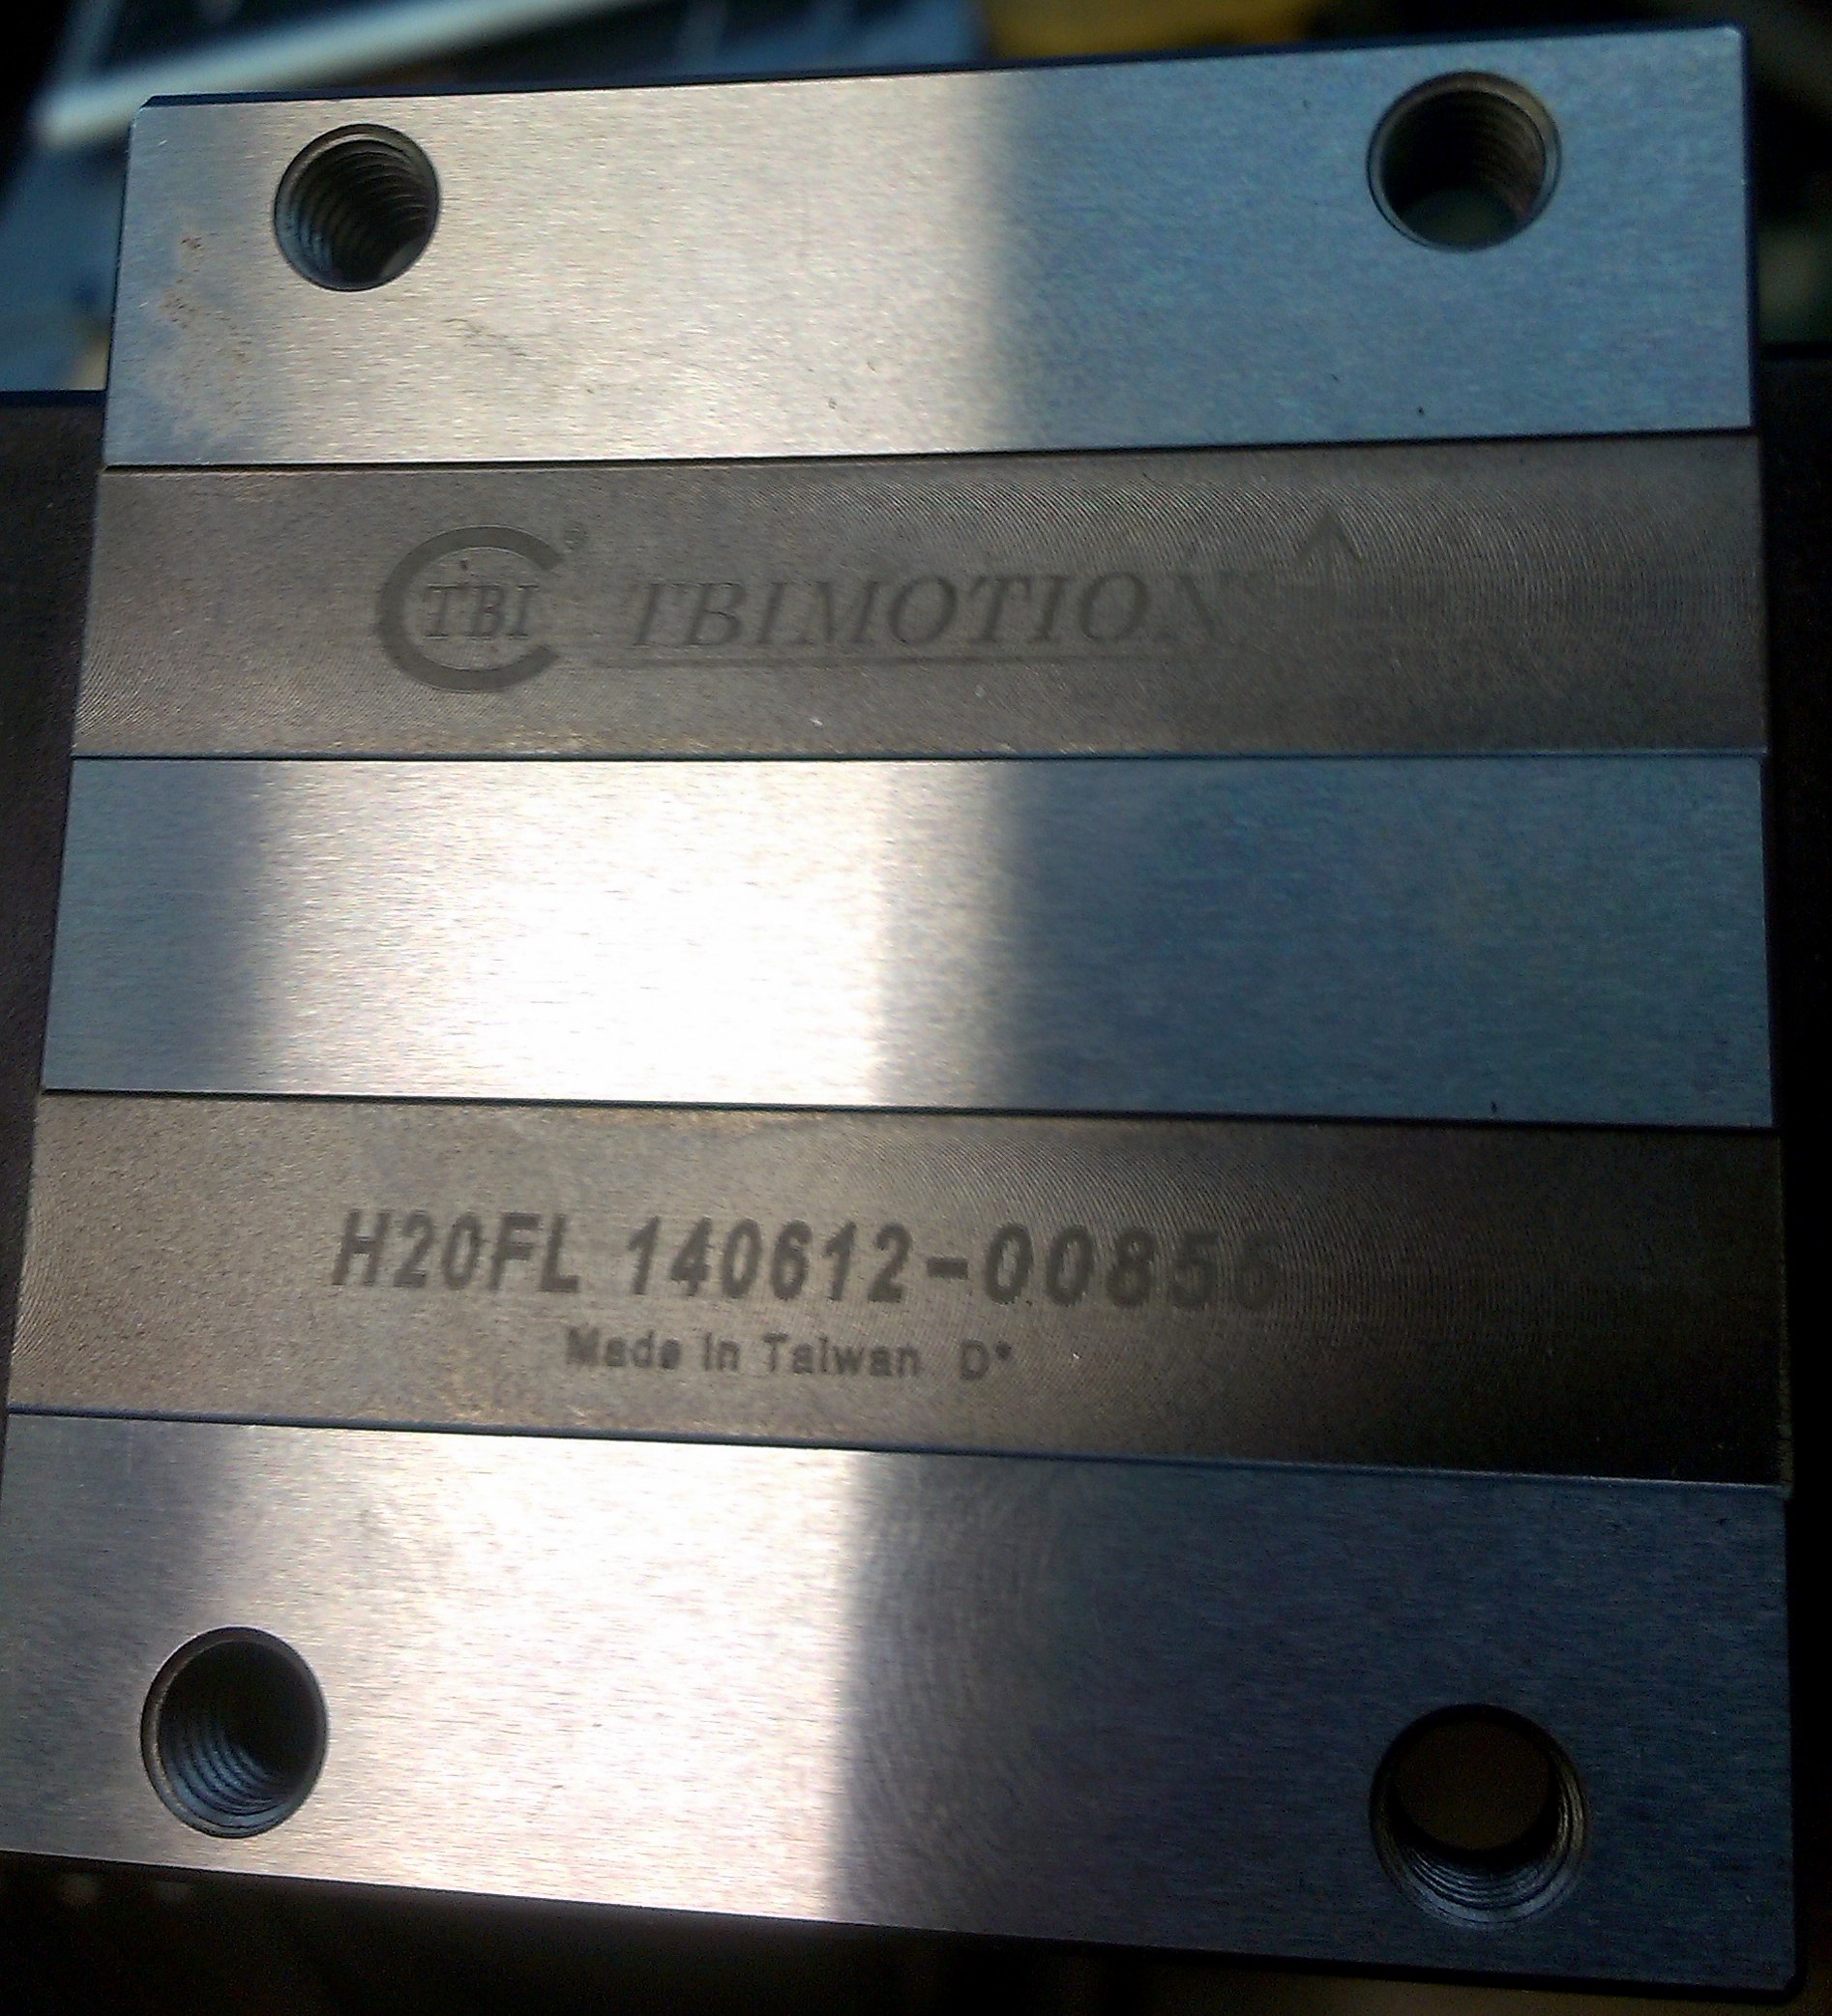 TBI ® TBIMOTION
H20FL 140612-00856
Made in Taiwan D*